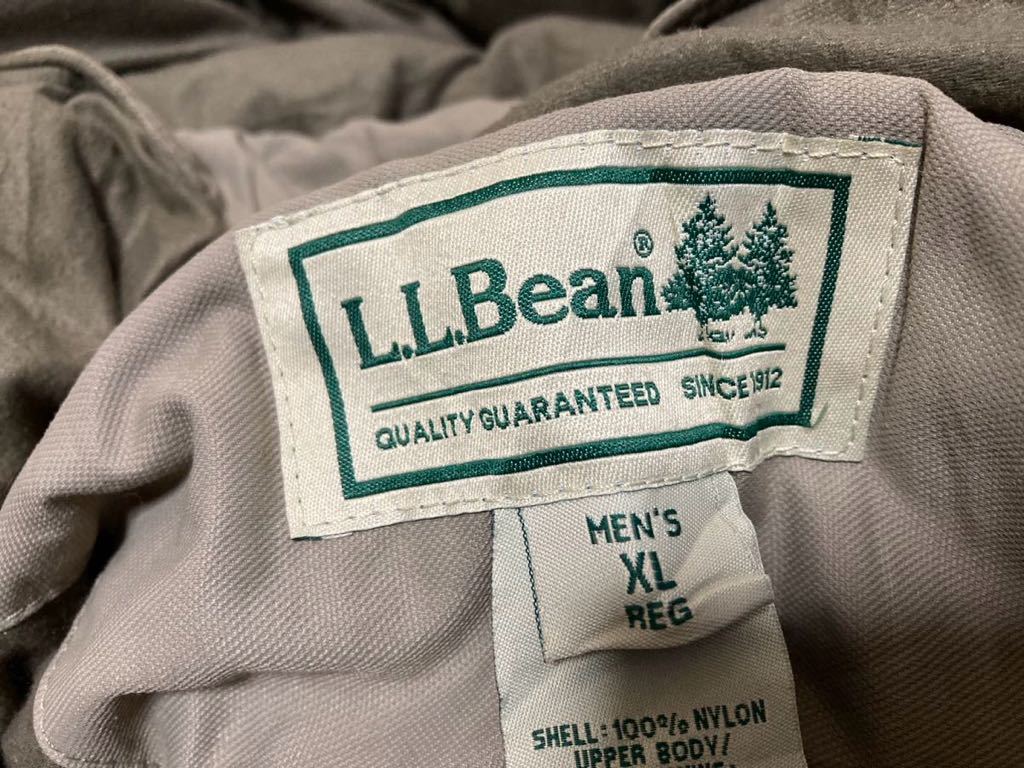 L.L.Bean®
QUALITY GUARANTEED SINCE 1912
MEN'S
XL
REG
SHELL: 100% NYLON
UPPER BODY/